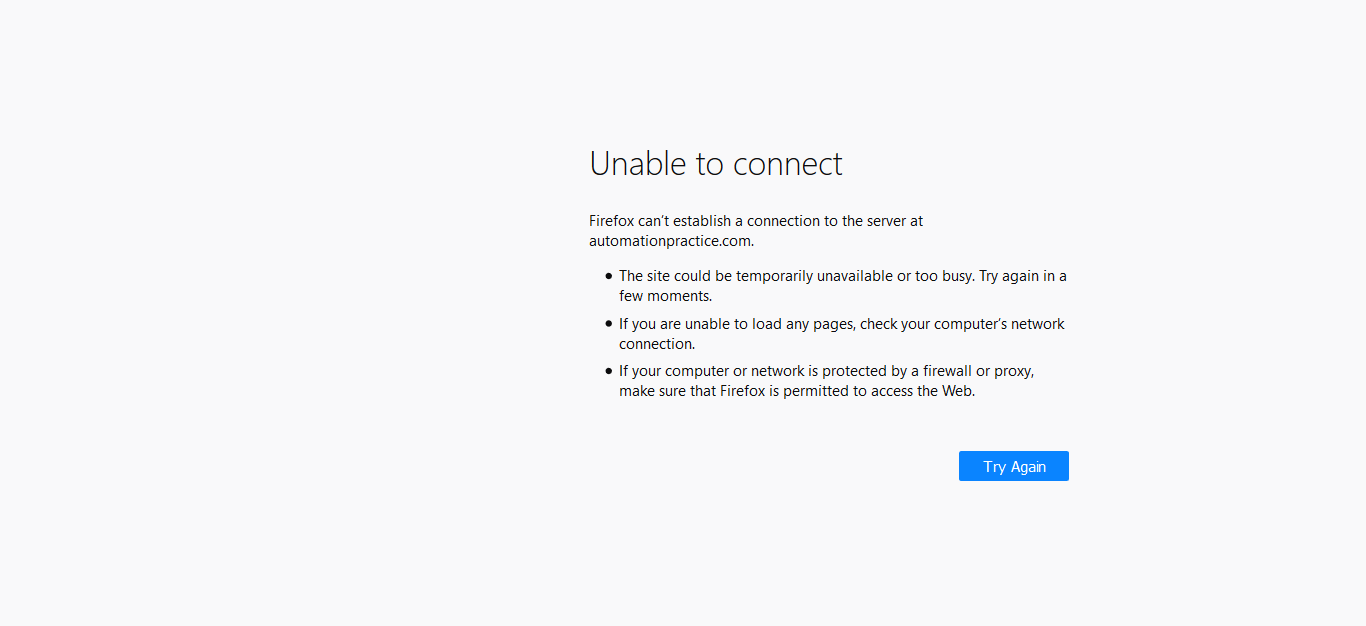 Unable to connect
Firefox can’t establish a connection to the server at
automationpractice.com.
● The site could be temporarily unavailable or too busy. Try again in a
few moments.
● If you are unable to load any pages, check your computer’s network
connection.
● If your computer or network is protected by a firewall or proxy,
make sure that Firefox is permitted to access the Web.
Try Again